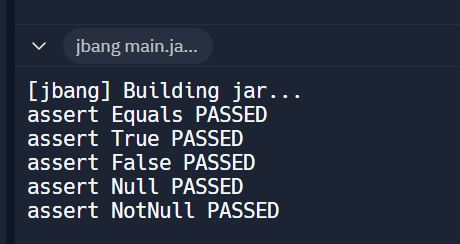 jbang main.ja...
[jbang] Building jar...
assert Equals PASSED
assert True PASSED
assert False PASSED
assert Null PASSED
assert NotNull PASSED